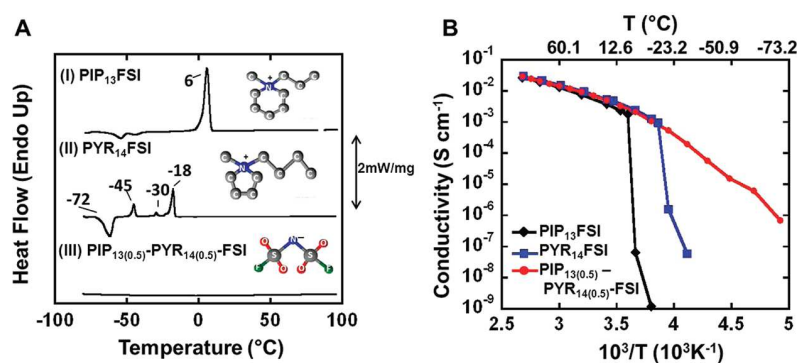 A
Heat Flow (Endo Up)
(I) PIP13FSI
6
N
+
(II) PYR14FSI
-72
-45
-30
-18
N
+
2mW/mg
(III) PIP13(0.5)-PYR14(0.5)-FSI
N
−
O
O
S
S
F
O
O
F
-100
-50
0
50
100
Temperature (°C)
B
T (°C)
60.1
12.6
-23.2
-50.9
-73.2
Conductivity (S cm-1)
10-1
10-2
10-3
10-4
10-5
10-6
10-7
10-8
10-9
PIP13FSI
PYR14FSI
PIP13(0.5) −
PYR14(0.5)-FSI
2.5
3
3.5
4
4.5
5
103/T (103K-1)